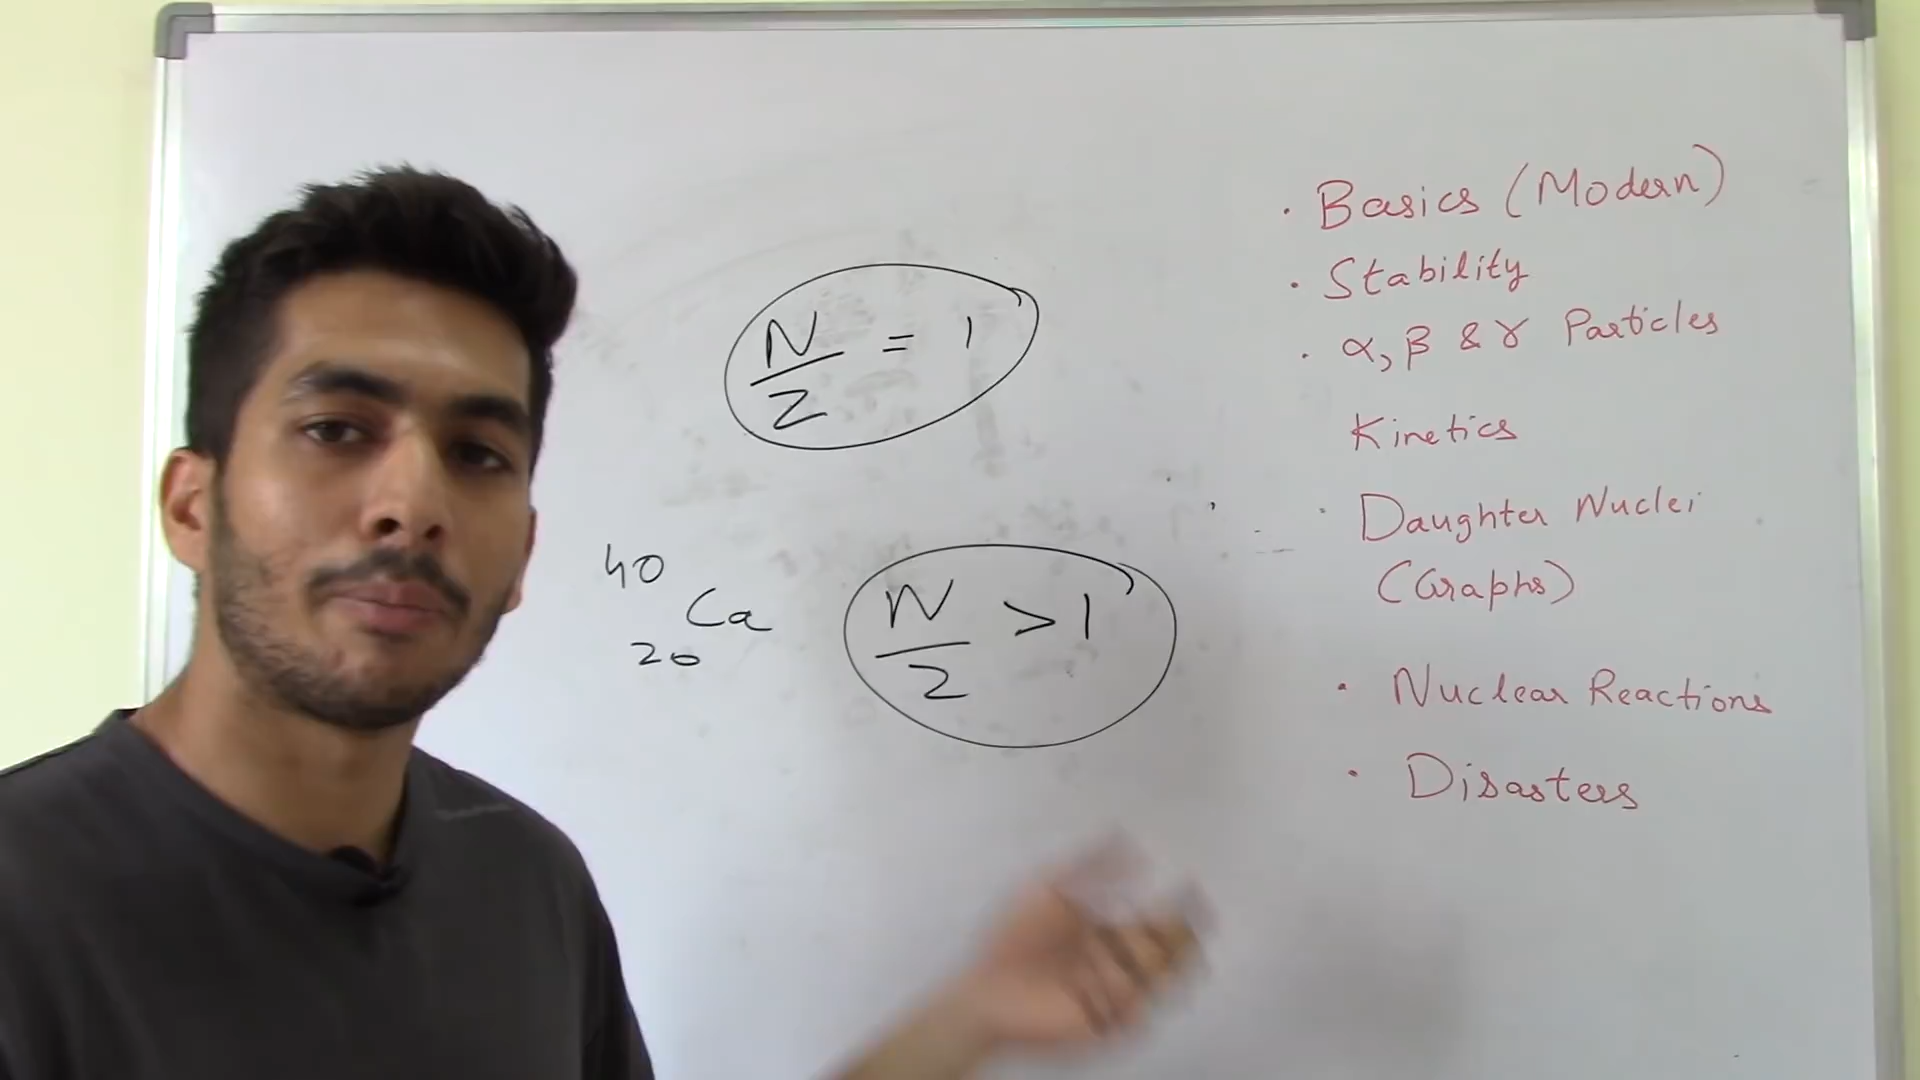 N/Z = 1
40
Ca
20
N/Z > 1
• Basics (Modern)
• Stability
• α, β & γ Particles
Kinetics
• Daughter Nuclei
(Graphs)
• Nuclear Reactions
• Disasters